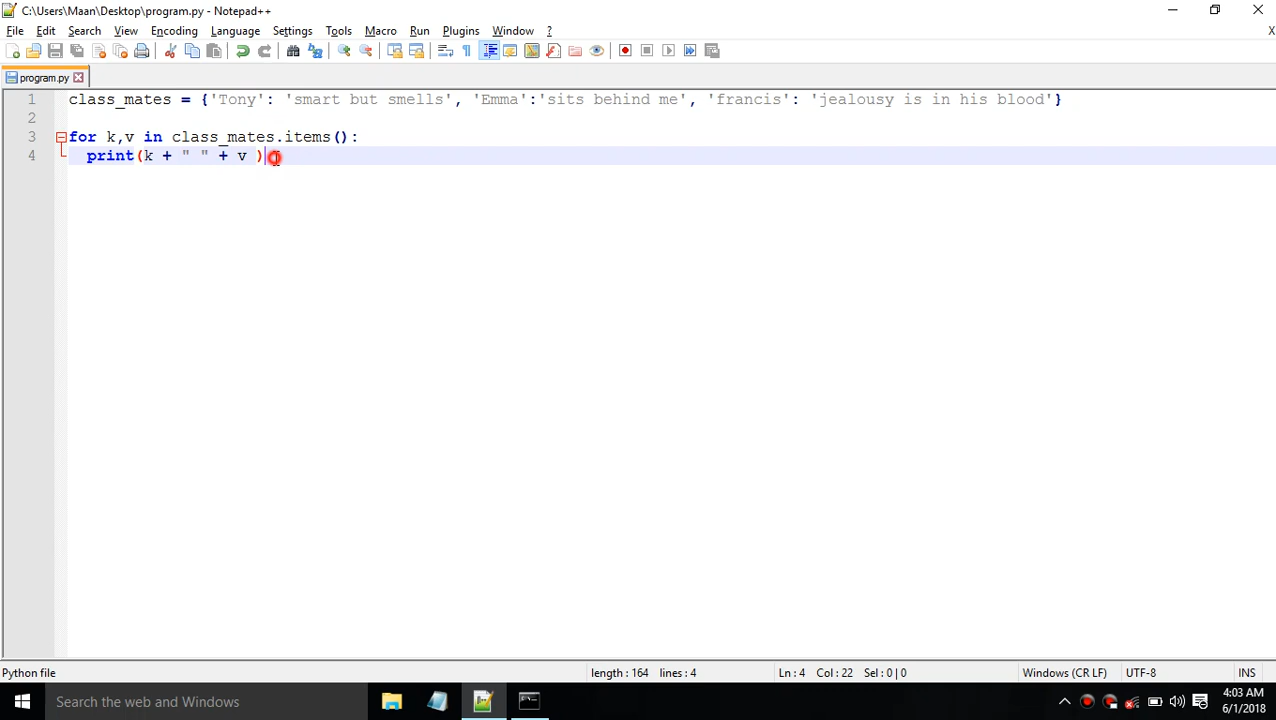 C:\Users\Maan\Desktop\program.py - Notepad++
File Edit Search View Encoding Language Settings Tools Macro Run Plugins Window ? X
program.py
1 class_mates = {'Tony': 'smart but smells', 'Emma':'sits behind me', 'francis': 'jealousy is in his blood'}
2
3 for k,v in class_mates.items():
4 print(k + " " + v )
Python file length : 164 lines : 4 Ln : 4 Col : 22 Sel : 0 | 0 Windows (CR LF) UTF-8 INS
Search the web and Windows
4:03 AM
6/1/2018